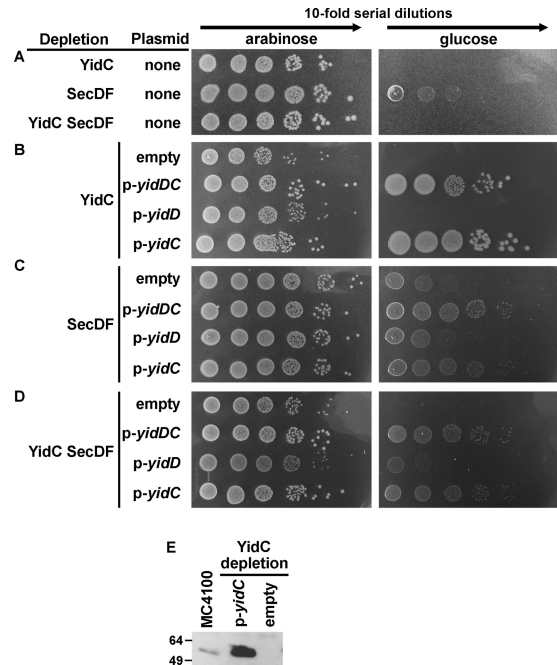 10-fold serial dilutions
Depletion Plasmid arabinose glucose
A YidC none
SecDF none
YidC SecDF none
B YidC empty
p-yidDC
p-yidD
p-yidC
C SecDF empty
p-yidDC
p-yidD
p-yidC
D YidC SecDF empty
p-yidDC
p-yidD
p-yidC
E YidC
depletion
MC4100 p-yidC empty
64
49